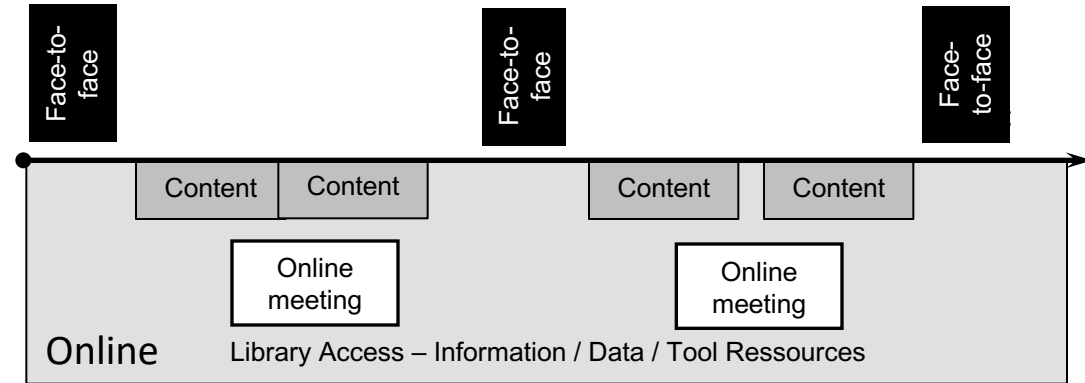 Face-to-
face
Face-to-
face
Face-
to-face
Content
Content
Content
Content
Online
meeting
Online
meeting
Online
Library Access – Information / Data / Tool Ressources